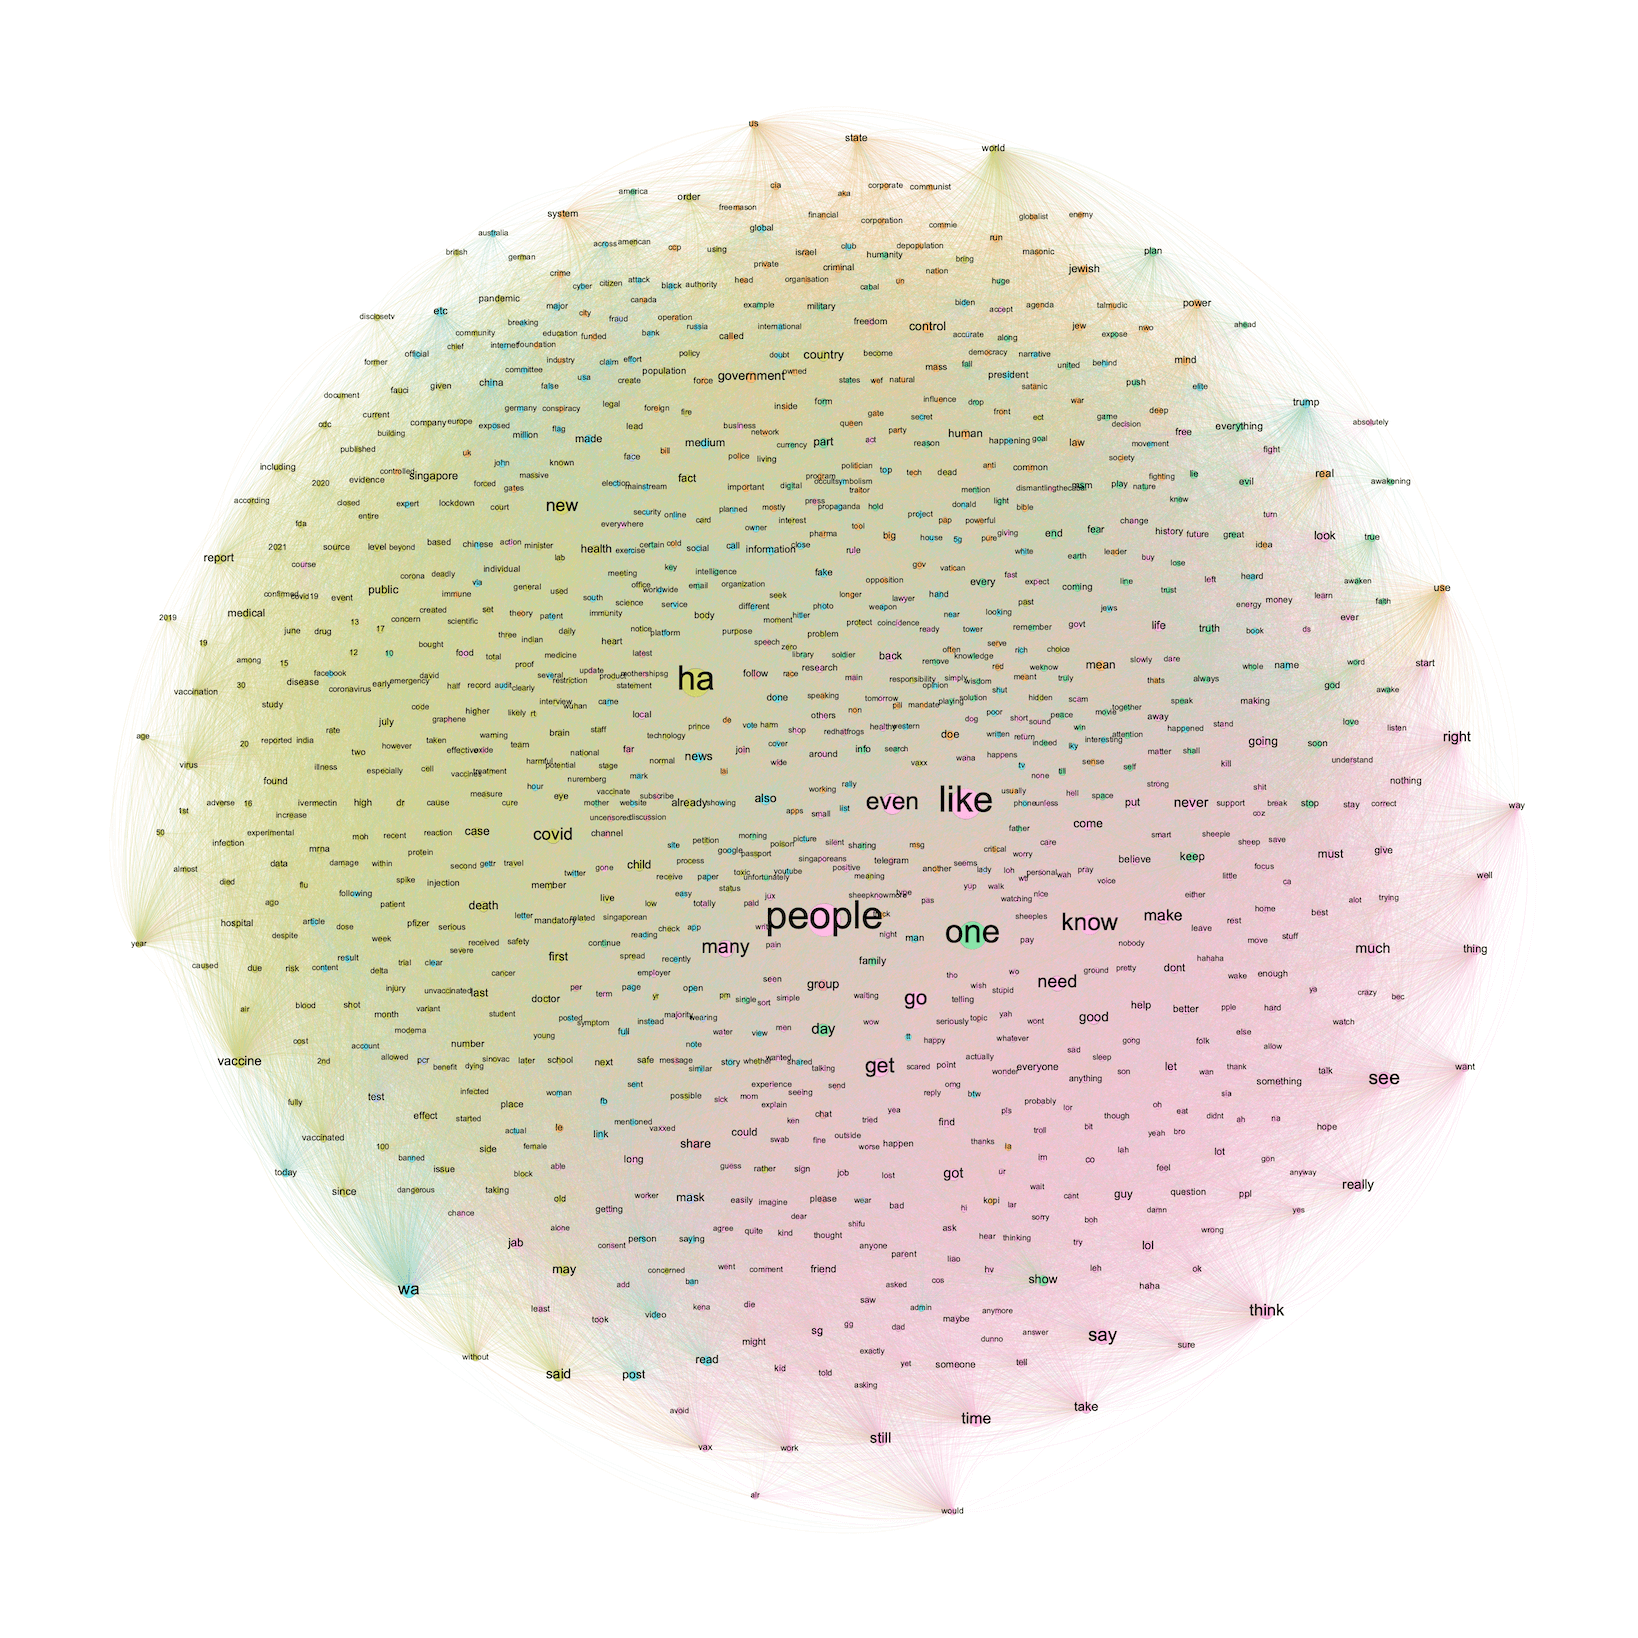 us
state
world
cia
aka
corporate
communist
america
order
freemason
system
financial
corporation
commie
globalist
enemy
global
australia
across
american
ccp
using
israel
club
humanity
depopulation
run
masonic
plan
british
german
private
criminal
bring
jewish
crime
cyber
citizen
attack
black
authority
head
organisation
cabal
un
nation
huge
pandemic
major
canada
example
military
biden
accept
agenda
talmudic
power
etc
city
fraud
operation
disclosetv
breaking
russia
international
freedom
control
accurate
along
jew
expose
nwo
ahead
community
education
funded
bank
called
official
chief
internet
foundation
policy
doubt
country
become
democracy
narrative
former
industry
claim
effort
mass
fall
united
behind
mind
committee
usa
population
government
owned
president
fauci
given
china
false
create
force
states
wef
natural
satanic
push
elite
document
legal
inside
form
influence
drop
war
trump
current
germany
conspiracy
foreign
queen
gate
secret
front
ect
game
deep
cdc
company
europe
exposed
flag
lead
fire
business
decision
everything
absolutely
building
million
made
network
party
human
movement
free
medium
currency
part
act
reason
happening
goal
law
published
uk
face
bill
police
fight
including
controlled
john
known
living
politician
society
lie
2020
evidence
singapore
massive
fact
program
top
tech
dead
anti
common
real
forced
gates
election
mainstream
important
digital
occultsymbolism
traitor
mention
dismantlingthecabal
msm
play
nature
fighting
evil
awakening
according
closed
expert
lockdown
court
new
security
online
planned
mostly
press
propaganda
hold
donald
light
bible
knew
entire
everywhere
card
interest
project
pap
powerful
change
turn
fda
owner
tool
giving
end
fear
history
future
great
look
true
2021
source
level
beyond
based
chinese
action
minister
health
exercise
certain
cold
social
call
information
close
pharma
big
house
5g
pure
idea
report
lab
rule
white
earth
leader
buy
course
corona
deadly
individual
meeting
key
intelligence
fake
opposition
gov
vatican
lose
confirmed
covid19
event
public
via
immune
general
used
office
worldwide
email
organization
every
fast
expect
coming
line
left
heard
awaken
use
south
science
service
seek
longer
lawyer
hand
past
trust
energy
money
learn
faith
2019
medical
created
set
theory
patent
immunity
body
different
hitler
photo
weapon
near
looking
jews
june
drug
13
concern
scientific
moment
protect
coincidence
remember
govt
life
truth
book
ds
ever
17
three
indian
daily
notice
platform
purpose
problem
ready
tower
19
bought
heart
speech
zero
often
serve
rich
choice
12
10
food
total
medicine
latest
library
soldier
back
knowledge
slowly
dare
among
15
proof
research
remove
red
weknow
mean
whole
name
word
start
facebook
david
several
update
product
mothershipsg
follow
race
main
responsibility
simply
meant
thats
always
god
awake
vaccination
30
disease
coronavirus
early
emergency
half
record
audit
clearly
restriction
statement
ha
opinion
wisdom
shut
truly
scam
study
code
interview
came
done
speaking
tomorrow
pill
mandate
playing
solution
hidden
speak
making
july
higher
likely
rt
wuhan
local
others
non
poor
short
peace
movie
together
love
listen
rate
graphene
prince
de
vote
harm
healthy
western
dog
sound
win
away
happened
stand
age
20
reported
india
however
taken
warning
brain
staff
technology
shop
redhatfrogs
doe
written
return
indeed
iky
interesting
attention
going
soon
right
two
effective
oxide
team
national
far
join
cover
around
info
search
happens
matter
shall
understand
virus
illness
especially
cell
vaccines
treatment
harmful
potential
stage
normal
news
wide
vaxx
wana
tv
sense
self
kill
found
nuremberg
mark
lai
none
till
strong
nothing
1st
adverse
16
ivermectin
high
dr
measure
hour
eye
vaccinate
subscribe
working
rally
usually
hell
space
shit
increase
cause
cure
mother
website
already
showing
also
small
list
even
like
phone
unless
put
never
support
break
stop
stay
correct
way
uncensored
discussion
apps
father
coz
50
experimental
moh
recent
reaction
case
covid
channel
morning
picture
silent
sharing
msg
critical
care
come
smart
sheeple
save
infection
mrna
protein
site
petition
google
poison
worry
see
must
give
almost
data
damage
within
second
gettr
travel
gone
child
process
passport
singaporeans
telegram
another
seems
believe
keep
died
flu
spike
injection
twitter
receive
paper
toxic
youtube
positive
lady
loh
personal
wah
pray
focus
well
unfortunately
meaning
wtf
voice
little
following
member
easy
status
yup
walk
ca
ago
patient
death
live
low
totally
paid
jux
sheepknowmore
type
watching
nice
either
alot
trying
hospital
article
dose
pfizer
serious
letter
mandatory
related
singaporean
pas
home
best
check
app
people
sheeples
know
make
leave
rest
stuff
year
despite
week
reading
night
man
one
pay
nobody
move
result
received
safety
continue
many
pain
much
thing
severe
first
spread
recently
family
hahaha
caused
due
risk
content
delta
trial
clear
cancer
employer
seen
tho
wo
ground
pretty
dont
wake
enough
injury
unvaccinated
last
doctor
per
page
open
group
wish
stupid
need
ya
crazy
bec
term
yr
pm
single
sort
simple
waiting
go
telling
air
blood
shot
variant
help
better
pple
hard
month
student
majority
wearing
seriously
topic
yah
good
watch
moderna
posted
symptom
instead
water
view
men
day
wow
wont
else
cost
young
full
happy
whatever
gong
folk
account
number
note
tt
sad
allow
vaccine
2nd
allowed
pcr
sinovac
later
school
next
safe
message
story
whether
wanted
shared
actually
sleep
benefit
dying
similar
talking
get
scared
point
wonder
everyone
son
let
wan
thank
talk
want
sent
experience
send
omg
anything
something
see
fully
test
infected
woman
possible
sick
mom
seeing
reply
btw
sla
fb
place
explain
yea
pls
probably
lor
oh
eat
didnt
ah
na
effect
started
mentioned
chat
tried
find
though
hope
actual
le
vaxxed
ken
troll
bit
yeah
bro
vaccinated
link
could
swab
fine
outside
100
side
female
share
worse
happen
thanks
la
lah
lot
banned
long
im
co
gon
today
issue
block
able
guess
rather
sign
job
lost
got
ur
feel
anyway
dangerous
taking
wait
really
since
old
worker
mask
easily
imagine
please
wear
kopi
cant
guy
question
ppl
getting
bad
hi
lar
damn
yes
chance
dear
sorry
boh
alone
agree
quite
kind
thought
shifu
ask
wrong
jab
consent
person
saying
anyone
hear
thinking
try
lol
parent
liao
may
concerned
went
comment
friend
hv
leh
ok
wa
add
ban
asked
cos
show
haha
least
kena
die
saw
admin
anymore
think
took
video
might
sg
gg
dad
maybe
say
dunno
answer
sure
without
read
exactly
said
post
kid
told
yet
someone
tell
asking
avoid
time
take
vax
work
still
alr
would